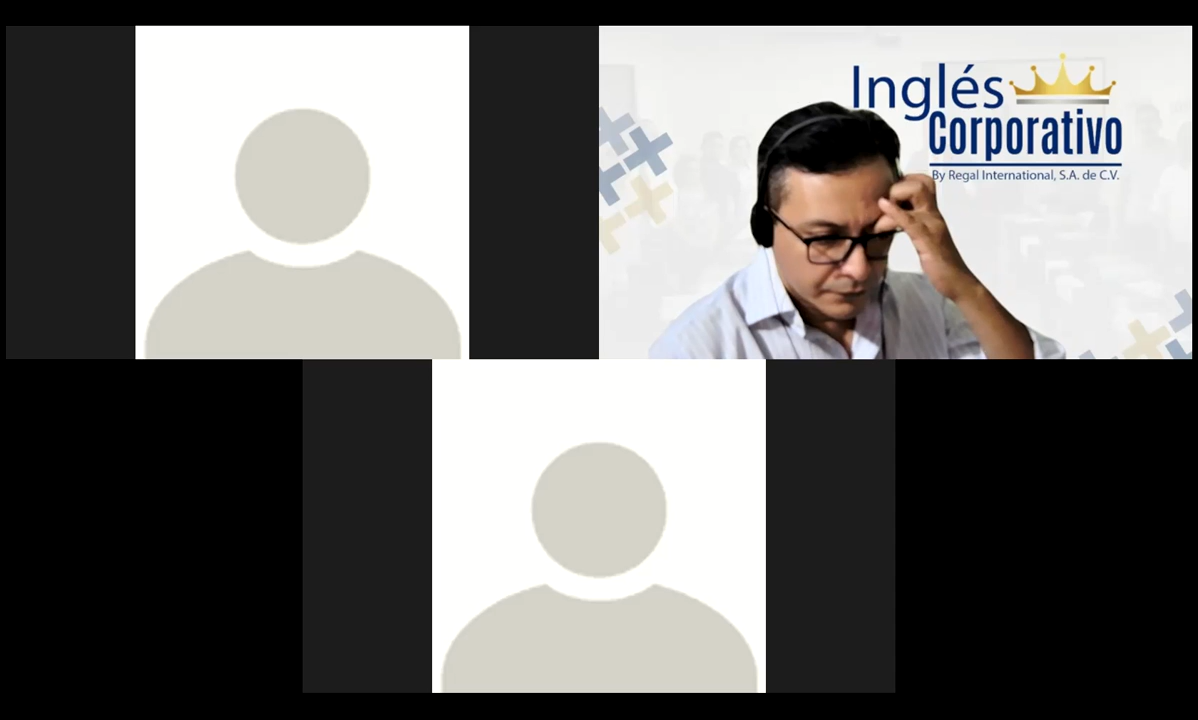 Inglés
Corporativo
By Regal International, S.A. de C.V.